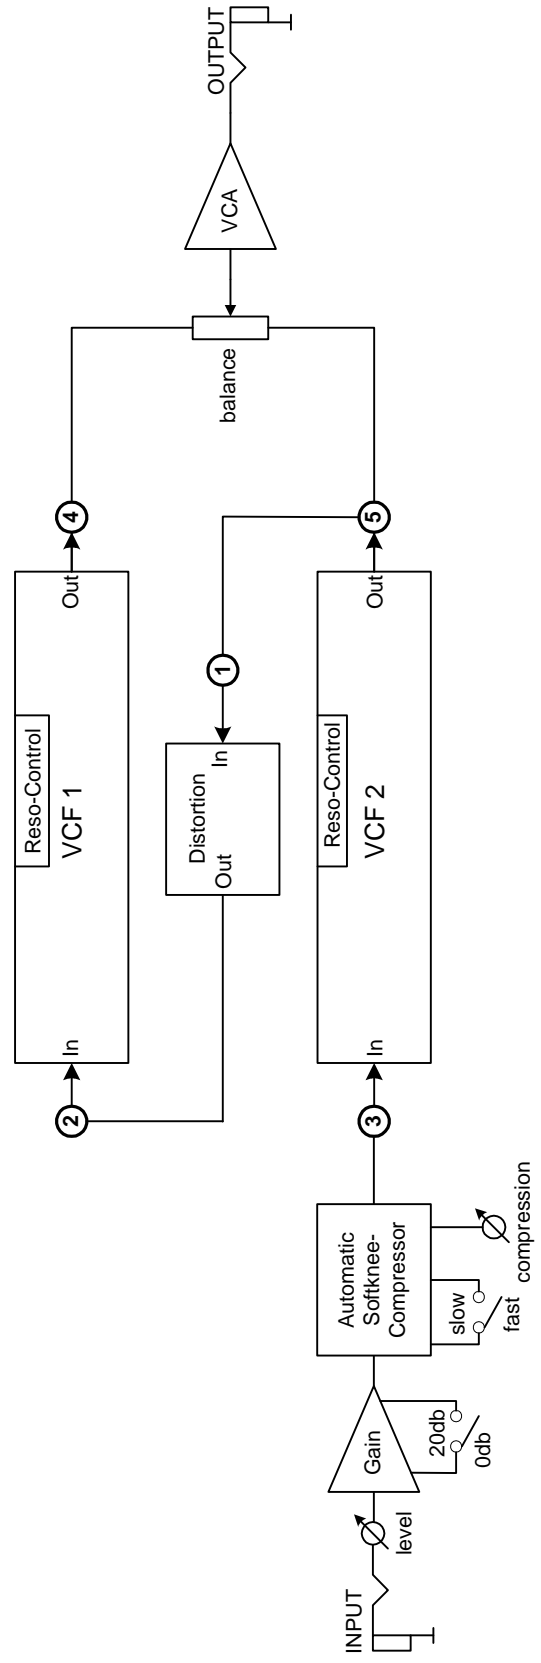 INPUT
level
Gain
20db
0db
Automatic
Softknee-
Compressor
slow
fast
compression
3
In
Reso-Control
VCF 2
Out
5
1
In
Distortion
Out
2
In
Reso-Control
VCF 1
Out
4
balance
VCA
OUTPUT